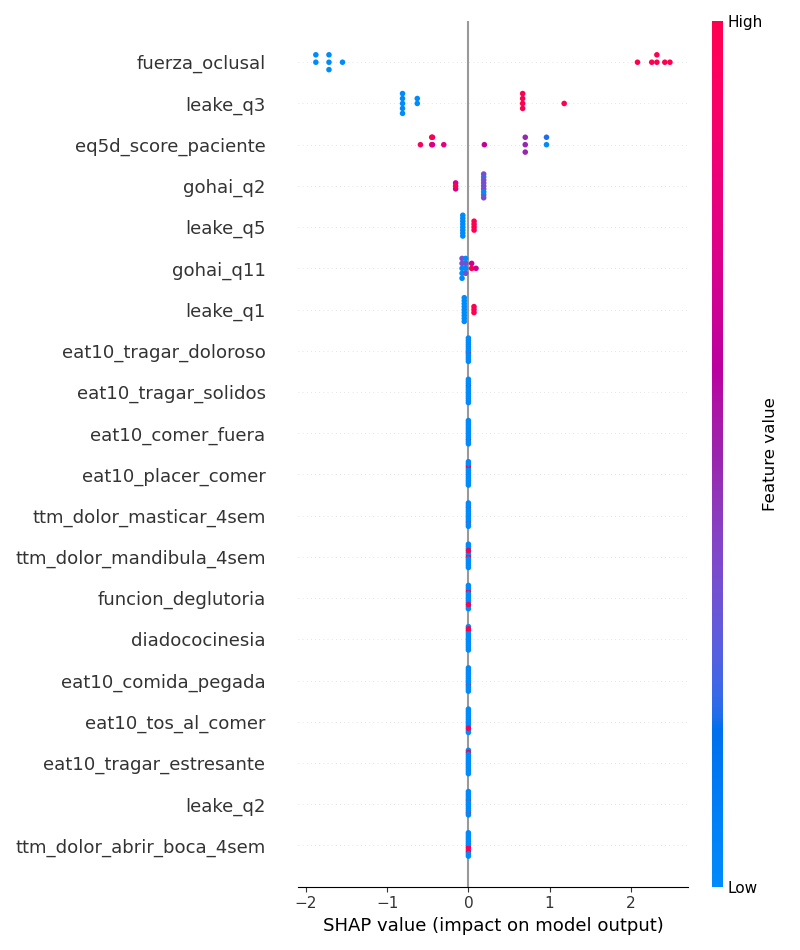 High
fuerza_oclusal
leake_q3
eq5d_score_paciente
gohai_q2
leake_q5
gohai_q11
leake_q1
eat10_tragar_doloroso
eat10_tragar_solidos
eat10_comer_fuera
eat10_placer_comer
ttm_dolor_masticar_4sem
ttm_dolor_mandibula_4sem
funcion_deglutoria
diadococinesia
eat10_comida_pegada
eat10_tos_al_comer
eat10_tragar_estresante
leake_q2
ttm_dolor_abrir_boca_4sem
Feature value
Low
−2 −1 0 1 2
SHAP value (impact on model output)